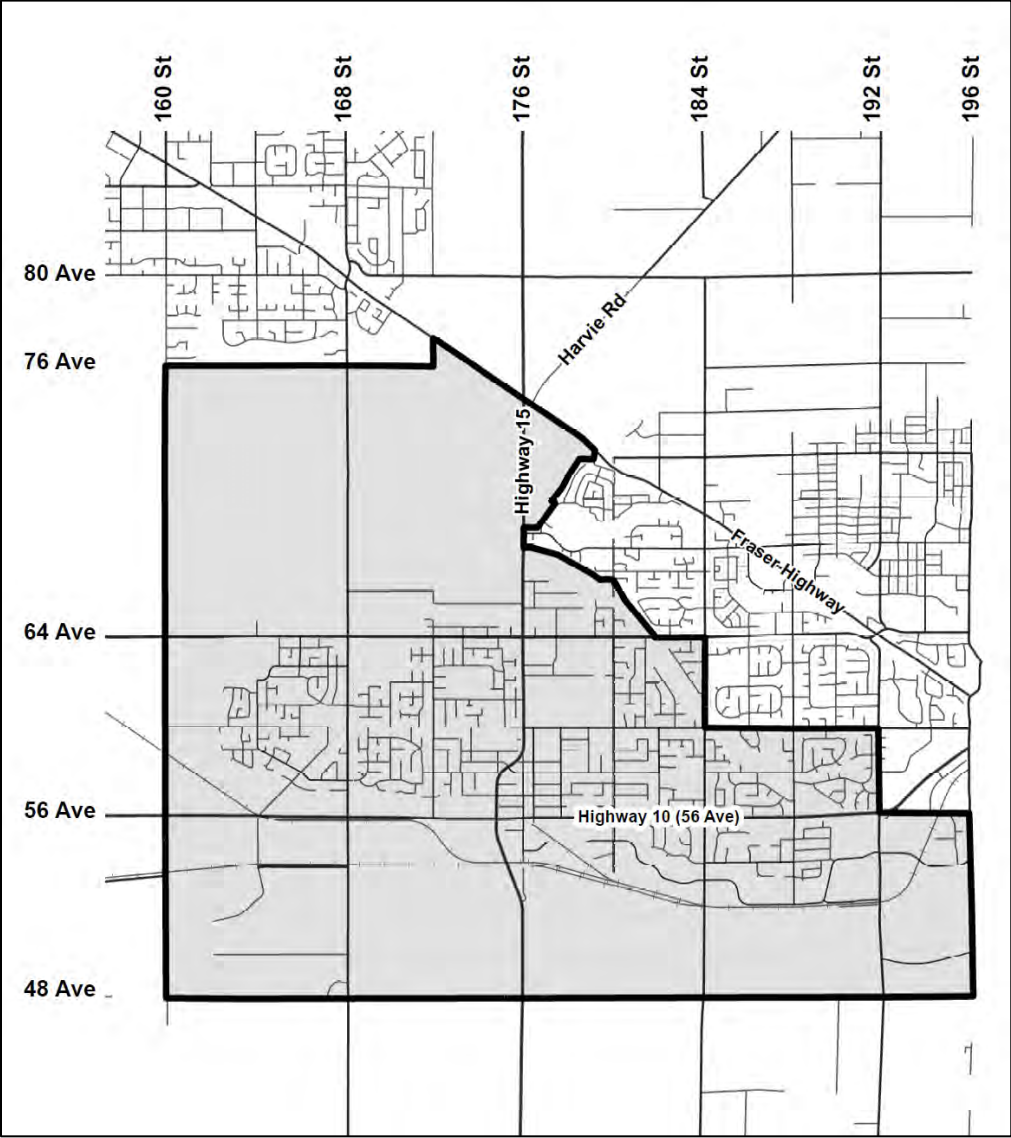 160 St
168 St
176 St
184 St
192 St
196 St
80 Ave
Harvie Rd
76 Ave
Highway-15
Fraser-Highway
64 Ave
56 Ave
Highway 10 (56 Ave)
48 Ave